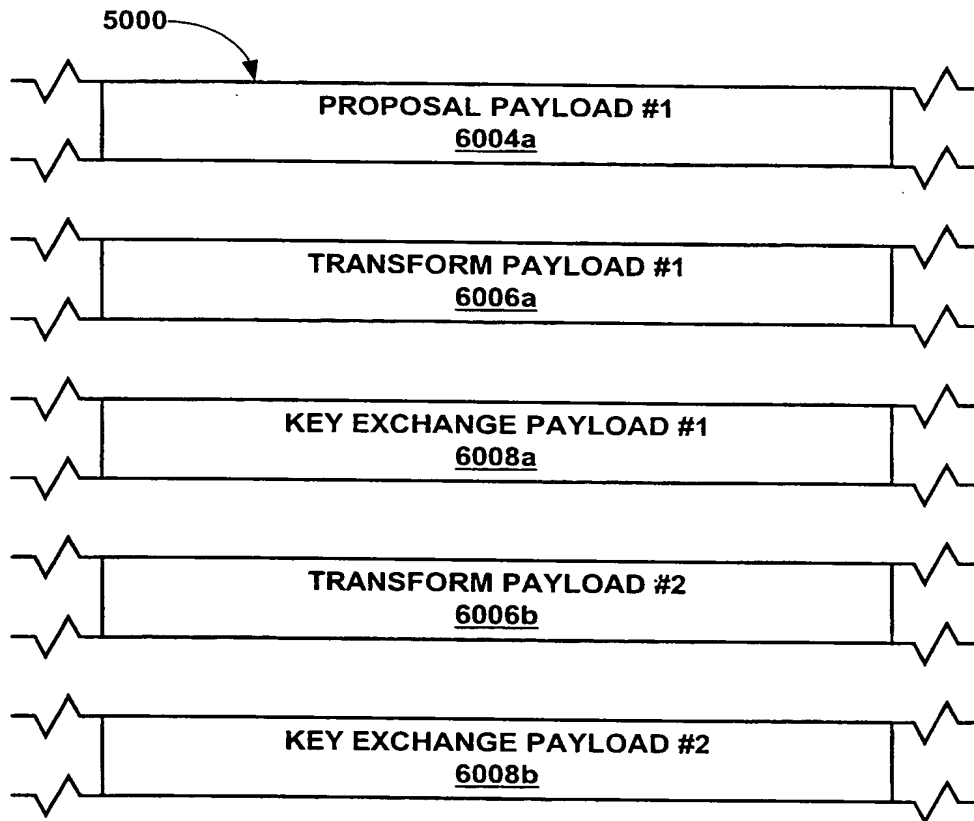 5000
PROPOSAL PAYLOAD #1
6004a
TRANSFORM PAYLOAD #1
6006a
KEY EXCHANGE PAYLOAD #1
6008a
TRANSFORM PAYLOAD #2
6006b
KEY EXCHANGE PAYLOAD #2
6008b